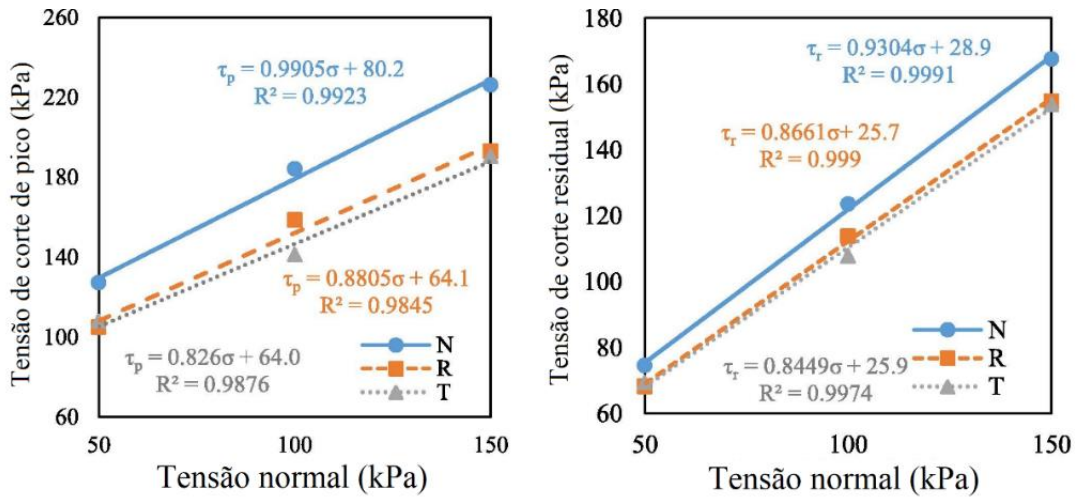 Tensão de corte de pico (kPa)
260
220
180
140
100
60
τp = 0.9905σ + 80.2
R² = 0.9923
τp = 0.8805σ + 64.1
R² = 0.9845
τp = 0.826σ + 64.0
R² = 0.9876
N
R
T
50 100 150
Tensão normal (kPa)
Tensão de corte residual (kPa)
180
160
140
120
100
80
60
τr = 0.9304σ + 28.9
R² = 0.9991
τr = 0.8661σ+ 25.7
R² = 0.999
N
R
T
τr = 0.8449σ + 25.9
R² = 0.9974
50 100 150
Tensão normal (kPa)